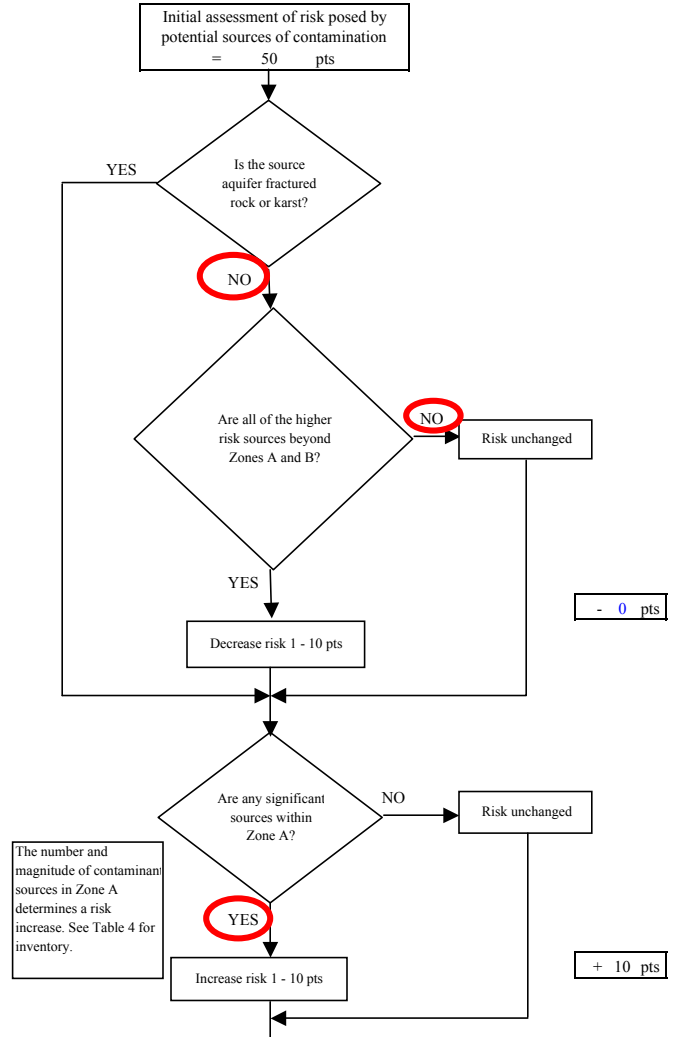 Initial assessment of risk posed by
potential sources of contamination
= 50 pts
YES
Is the source
aquifer fractured
rock or karst?
NO
Are all of the higher
risk sources beyond
Zones A and B?
NO
Risk unchanged
YES
- 0 pts
Decrease risk 1 - 10 pts
Are any significant
sources within
Zone A?
NO
Risk unchanged
The number and
magnitude of contaminant
sources in Zone A
determines a risk
increase. See Table 4 for
inventory.
YES
+ 10 pts
Increase risk 1 - 10 pts